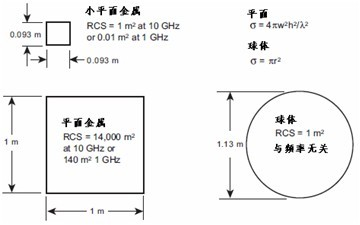 小平面金属
RCS = 1 m² at 10 GHz
or 0.01 m² at 1 GHz
0.093 m
0.093 m
平面
σ = 4πw²h²/λ²
球体
σ = πr²
平面金属
RCS = 14,000 m²
at 10 GHz or
140 m² 1 GHz
1 m
1 m
球体
RCS = 1 m²
与频率无关
1.13 m